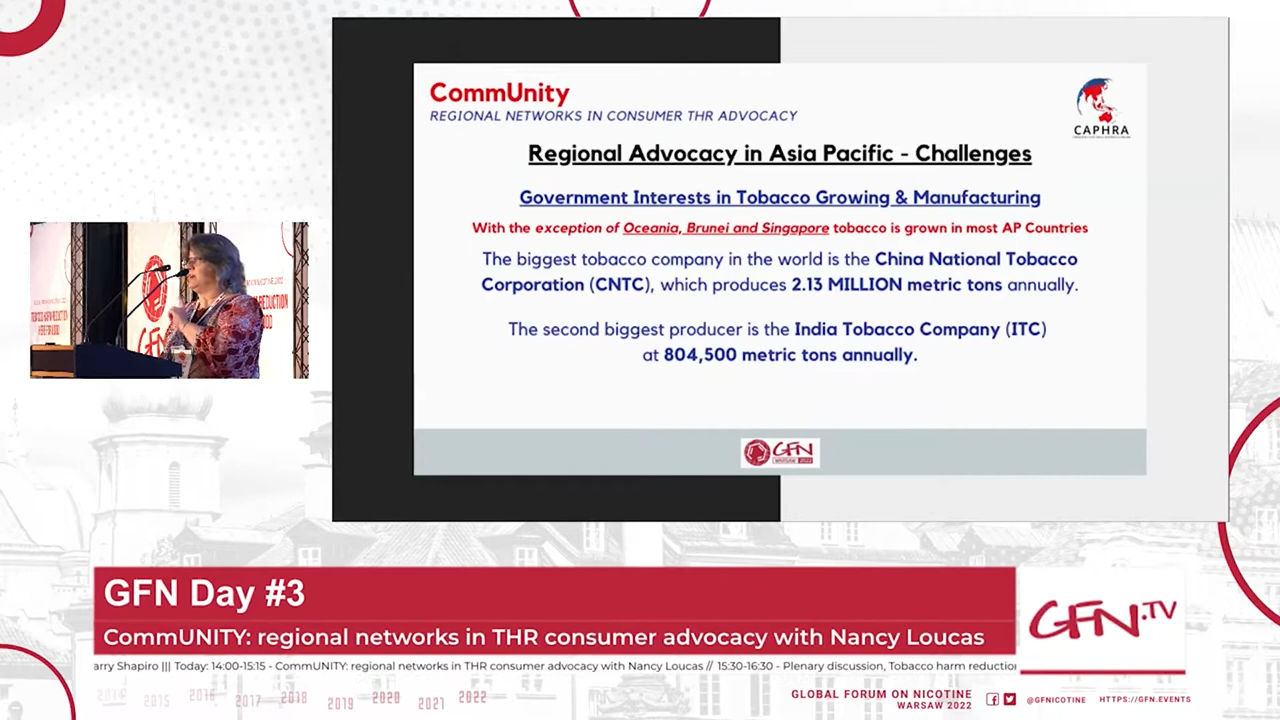 CommUnity
REGIONAL NETWORKS IN CONSUMER THR ADVOCACY
CAPHRA
Regional Advocacy in Asia Pacific - Challenges
Government Interests in Tobacco Growing & Manufacturing
With the exception of Oceania, Brunei and Singapore tobacco is grown in most AP Countries
The biggest tobacco company in the world is the China National Tobacco
Corporation (CNTC), which produces 2.13 MILLION metric tons annually.
The second biggest producer is the India Tobacco Company (ITC)
at 804,500 metric tons annually.
GFN
WARSAW 2022
GFN
GFN Day #3
CommUNITY: regional networks in THR consumer advocacy with Nancy Loucas
GFN.TV
arry Shapiro ||| Today: 14:00-15:15 - CommUNITY: regional networks in THR consumer advocacy with Nancy Loucas // 15:30-16:30 - Plenary discussion, Tobacco harm reductio
2014 2015 2016 2017 2018 2019 2020 2021 2022
GLOBAL FORUM ON NICOTINE
WARSAW 2022
@GFNICOTINE
HTTPS://GFN.EVENTS